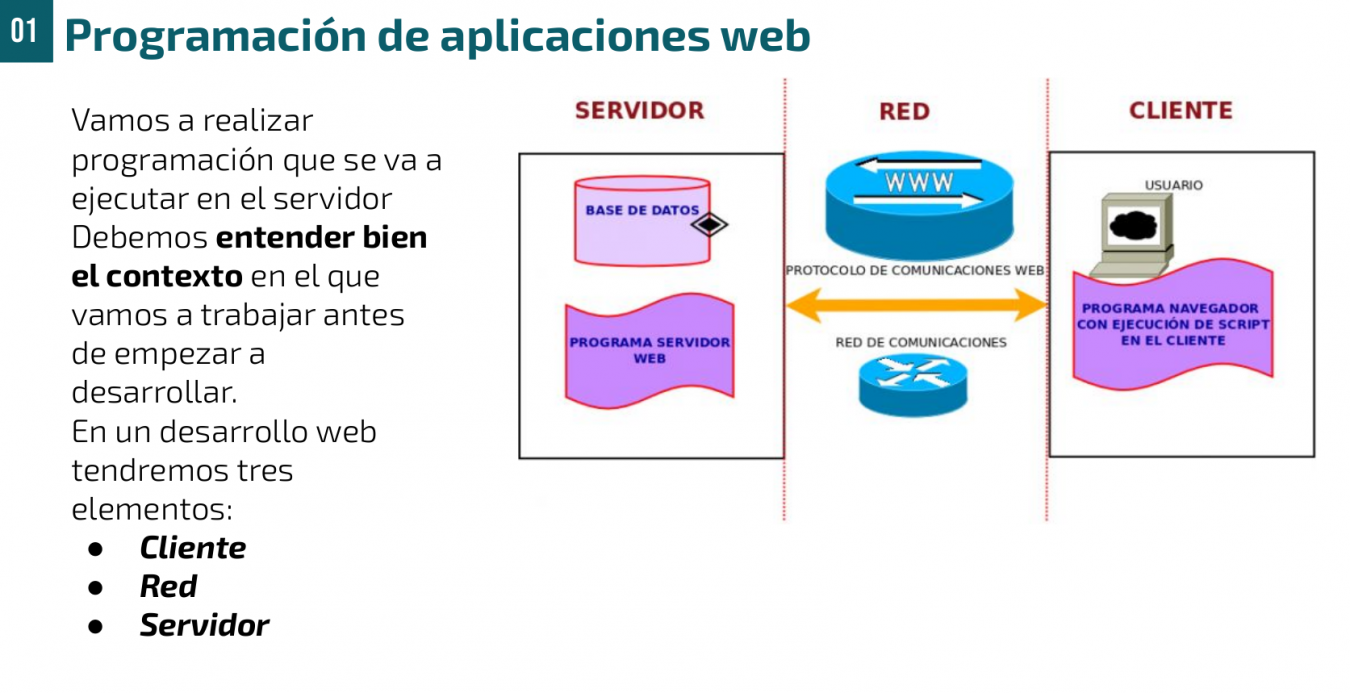 01
Programación de aplicaciones web
Vamos a realizar
programación que se va a
ejecutar en el servidor
Debemos entender bien
el contexto en el que
vamos a trabajar antes
de empezar a
desarrollar.
En un desarrollo web
tendremos tres
elementos:
● Cliente
● Red
● Servidor
SERVIDOR
BASE DE DATOS
PROGRAMA SERVIDOR
WEB
RED
WWW
PROTOCOLO DE COMUNICACIONES WEB
RED DE COMUNICACIONES
CLIENTE
USUARIO
PROGRAMA NAVEGADOR
CON EJECUCIÓN DE SCRIPT
EN EL CLIENTE